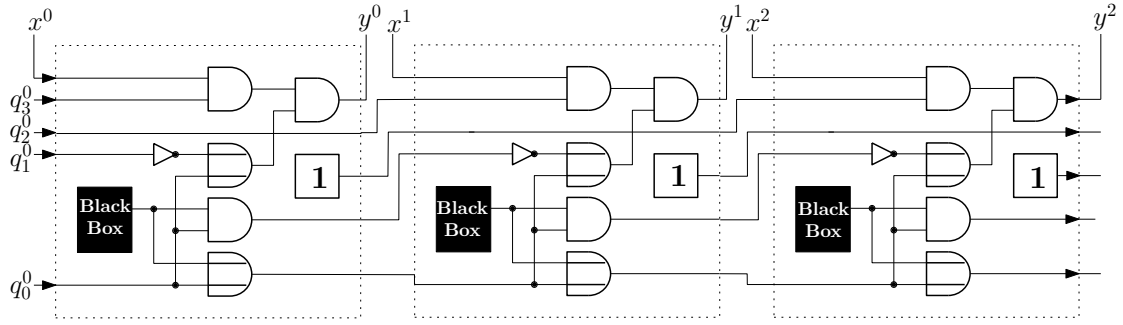 x^0 y^0 x^1 y^1 x^2 y^2
q_3^0
q_2^0
q_1^0
1 1 1
Black Box Black Box Black Box
q_0^0